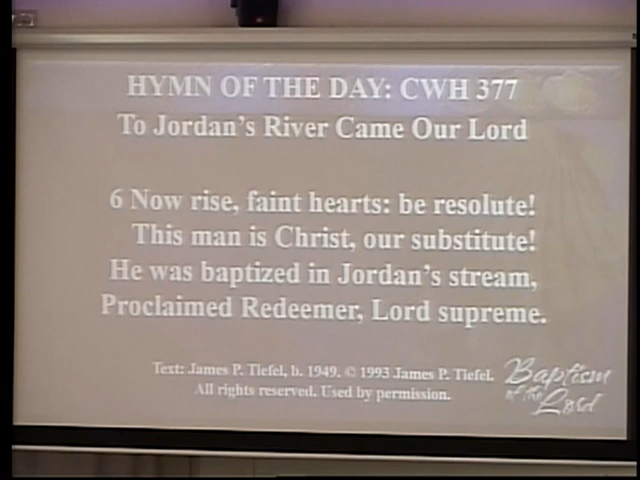 HYMN OF THE DAY: CWH 377
To Jordan's River Came Our Lord
6 Now rise, faint hearts: be resolute!
This man is Christ, our substitute!
He was baptized in Jordan's stream,
Proclaimed Redeemer, Lord supreme.
Text: James P. Tiefel, b. 1949. © 1993 James P. Tiefel.
All rights reserved. Used by permission.
Baptism
of the
Lord